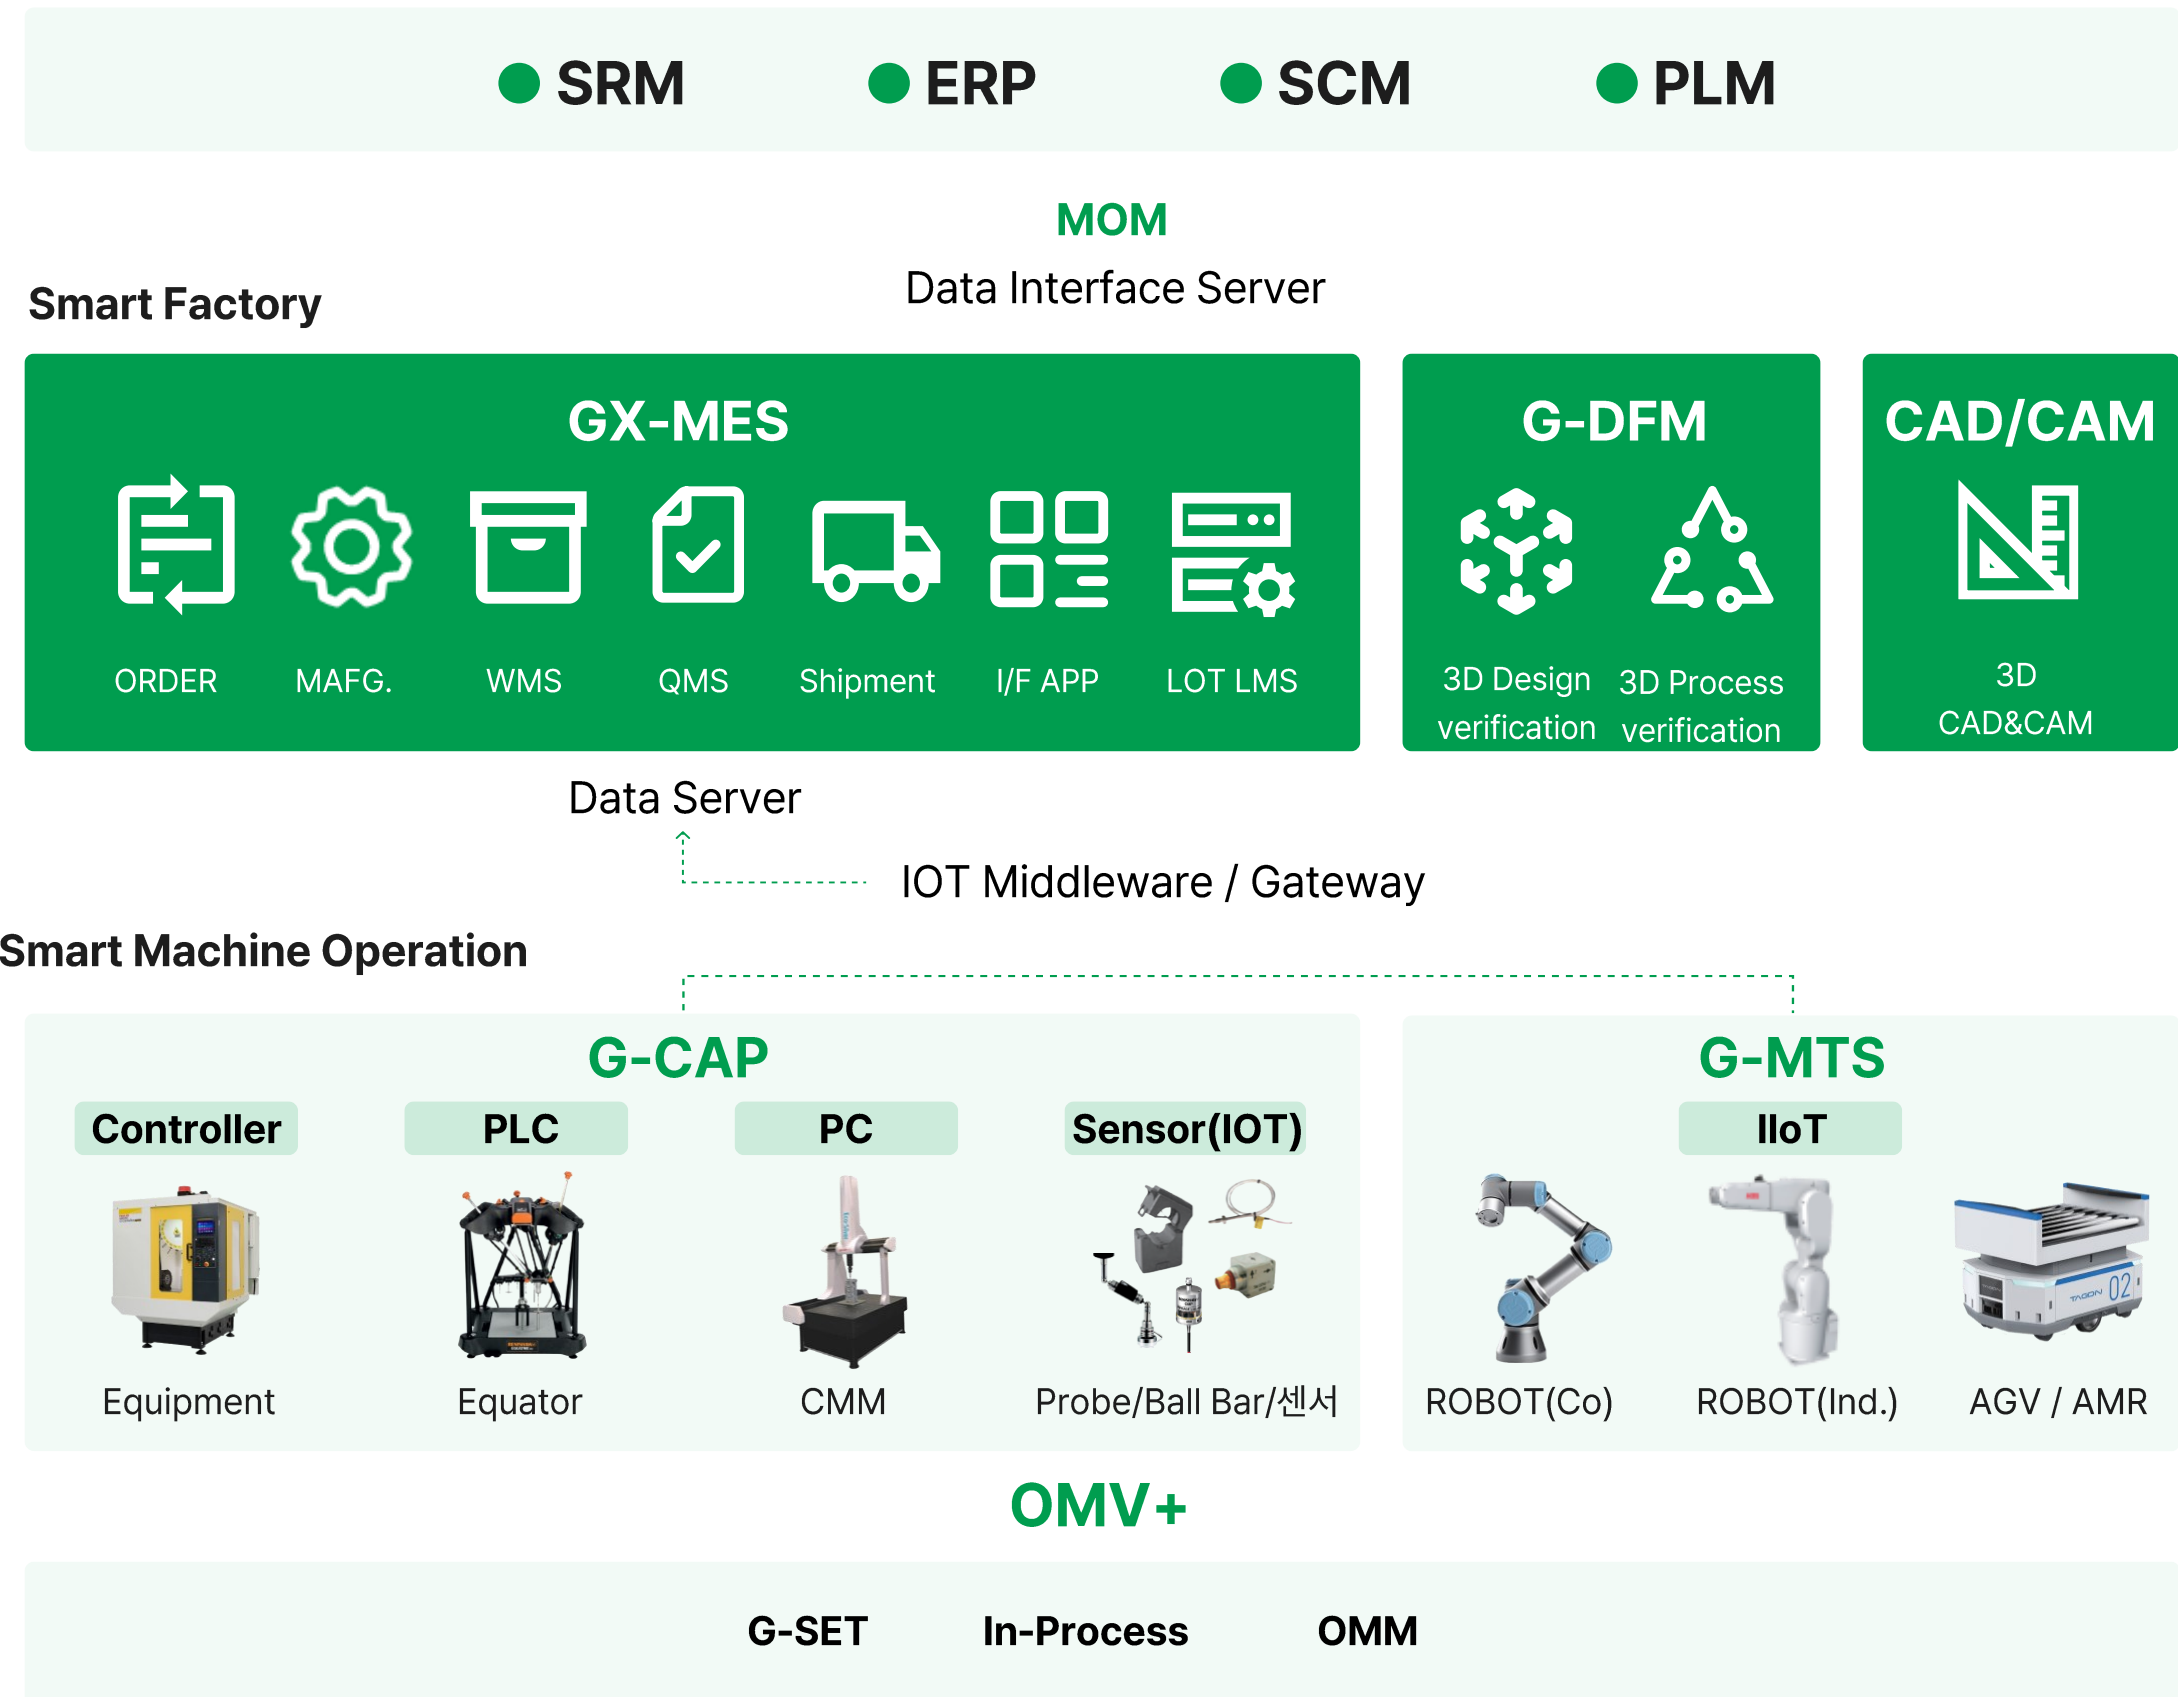 SRM
ERP
SCM
PLM
MOM
Data Interface Server
Smart Factory
GX-MES
ORDER
MAFG.
WMS
QMS
Shipment
I/F APP
LOT LMS
G-DFM
3D Design
verification
3D Process
verification
CAD/CAM
3D
CAD&CAM
Data Server
IOT Middleware / Gateway
Smart Machine Operation
G-CAP
Controller
PLC
PC
Sensor(IOT)
Equipment
Equator
CMM
Probe/Ball Bar/센서
G-MTS
IIoT
TAGON 02
ROBOT(Co)
ROBOT(Ind.)
AGV / AMR
OMV+
G-SET
In-Process
OMM